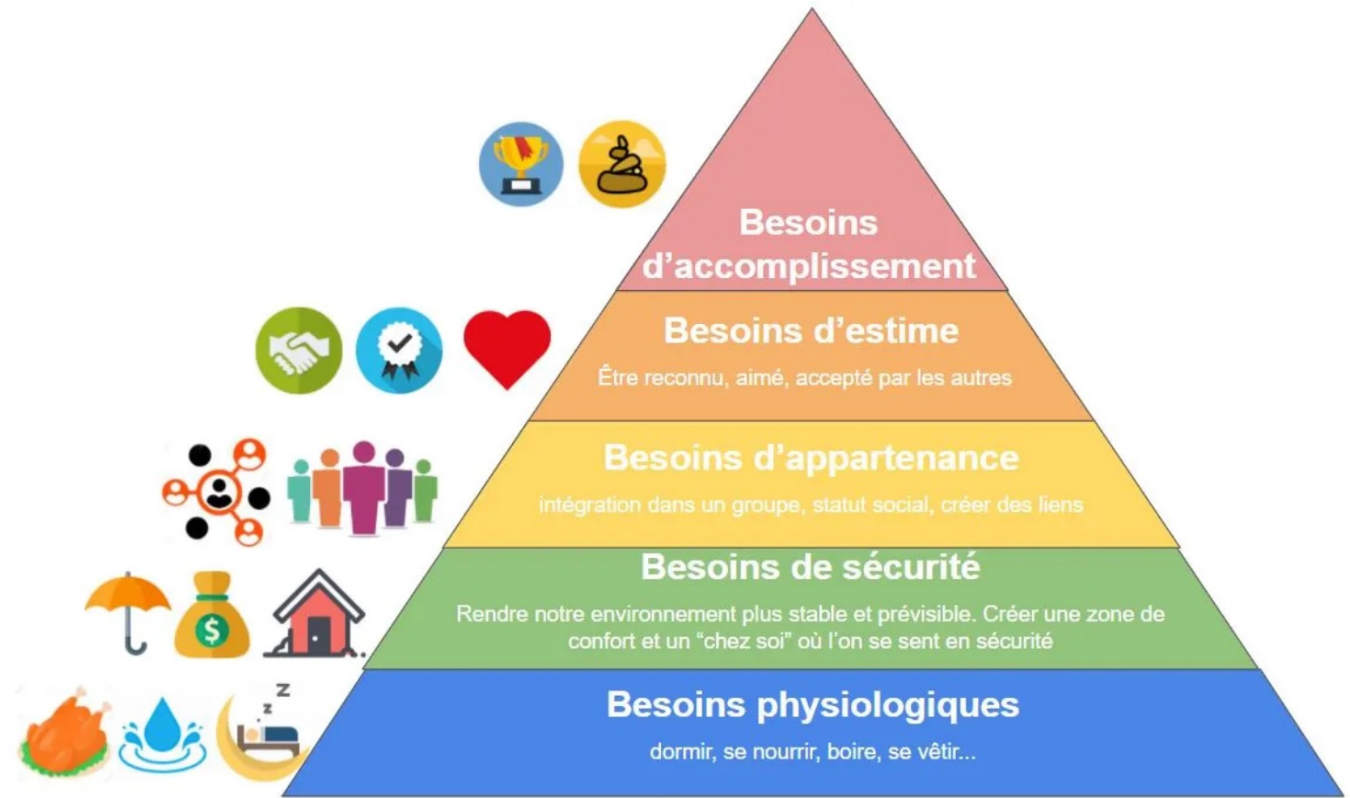 Besoins
d’accomplissement
Besoins d’estime
Être reconnu, aimé, accepté par les autres
Besoins d’appartenance
intégration dans un groupe, statut social, créer des liens
Besoins de sécurité
Rendre notre environnement plus stable et prévisible. Créer une zone de
confort et un “chez soi” où l’on se sent en sécurité
$
Z
z
Besoins physiologiques
dormir, se nourrir, boire, se vêtir...